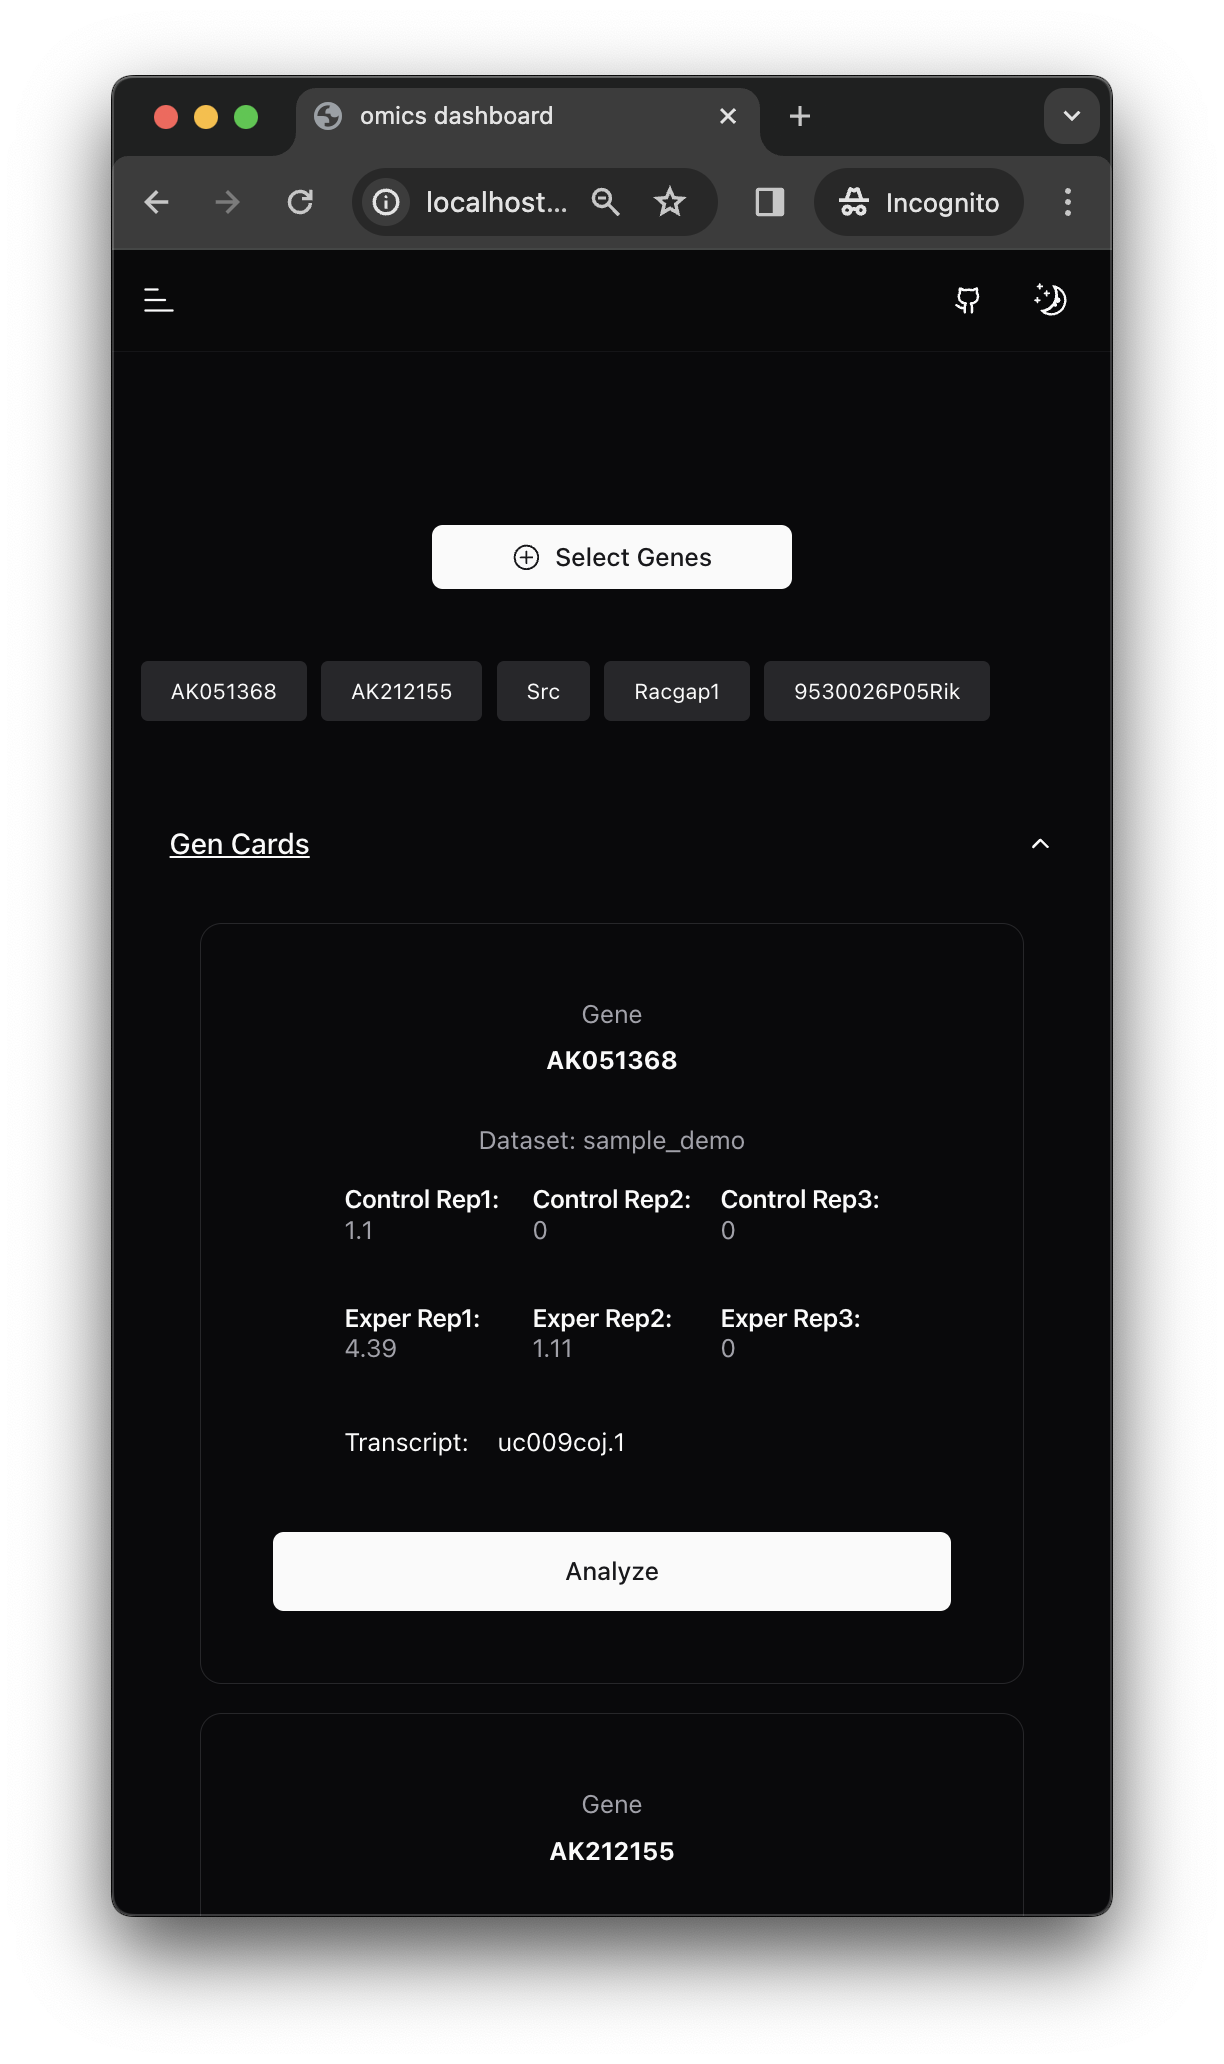 omics dashboard
localhost...
Incognito
Select Genes
AK051368 AK212155 Src Racgap1 9530026P05Rik
Gen Cards
Gene
AK051368
Dataset: sample_demo
Control Rep1: Control Rep2: Control Rep3:
1.1 0 0
Exper Rep1: Exper Rep2: Exper Rep3:
4.39 1.11 0
Transcript: uc009coj.1
Analyze
Gene
AK212155